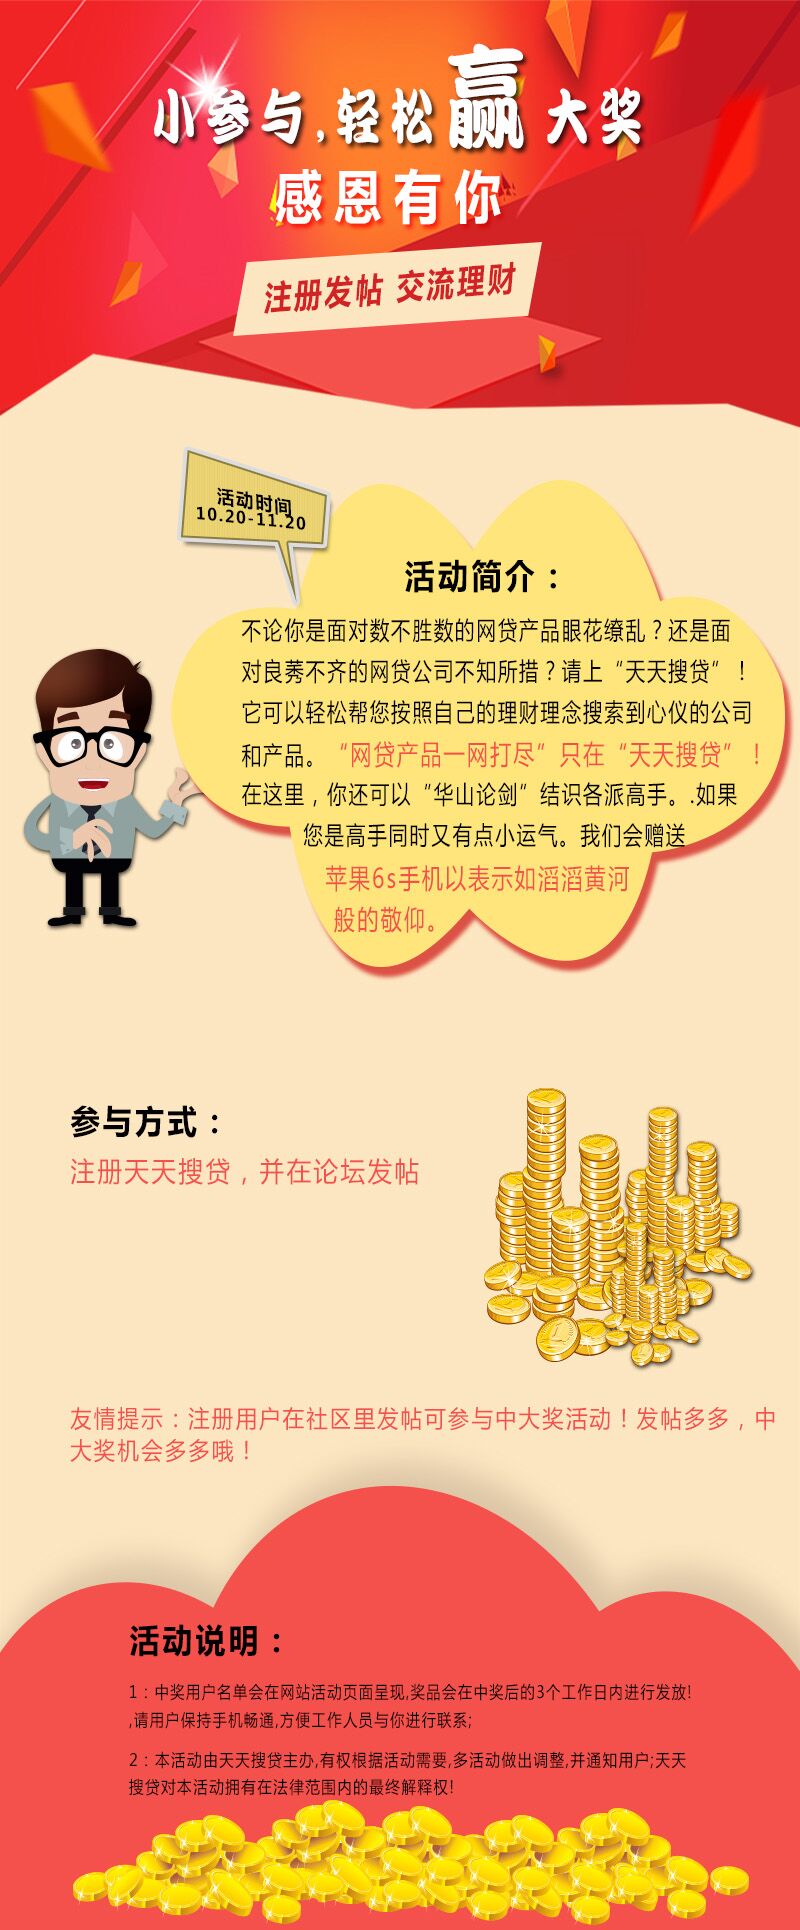 小参与,轻松赢大奖
感恩有你
注册发帖 交流理财
活动时间
10.20-11.20
活动简介：
不论你是面对数不胜数的网贷产品眼花缭乱？还是面
对良莠不齐的网贷公司不知所措？请上“天天搜贷”！
它可以轻松帮您按照自己的理财理念搜索到心仪的公司
和产品。“网贷产品一网打尽”只在“天天搜贷”！
在这里，你还可以“华山论剑”结识各派高手。.如果
您是高手同时又有点小运气。我们会赠送
苹果6s手机以表示如滔滔黄河
般的敬仰。
参与方式：
注册天天搜贷，并在论坛发帖
友情提示：注册用户在社区里发帖可参与中大奖活动！发帖多多，中
大奖机会多多哦！
活动说明：
1：中奖用户名单会在网站活动页面呈现,奖品会在中奖后的3个工作日内进行发放!
,请用户保持手机畅通,方便工作人员与你进行联系;
2：本活动由天天搜贷主办,有权根据活动需要,多活动做出调整,并通知用户;天天
搜贷对本活动拥有在法律范围内的最终解释权!